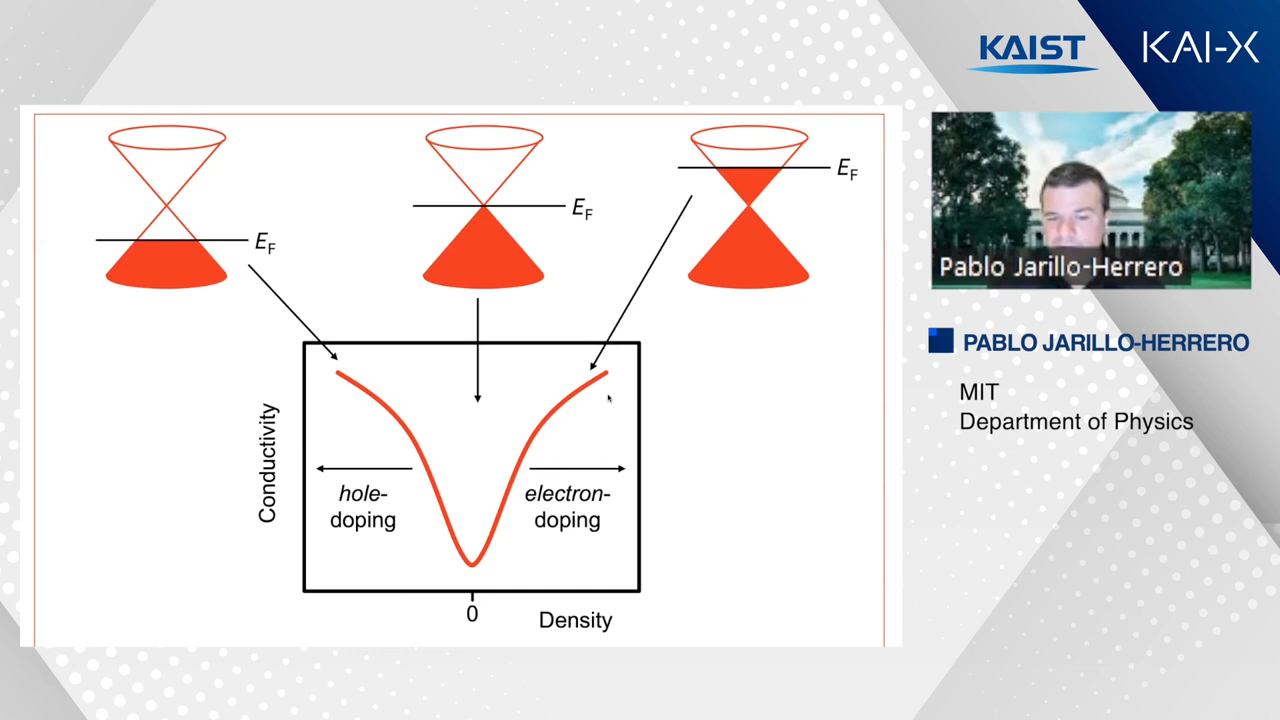 KAIST
KAI-X
E_F
E_F
E_F
Pablo Jarillo-Herrero
PABLO JARILLO-HERRERO
MIT
Department of Physics
Conductivity
hole-
doping
electron-
doping
0
Density